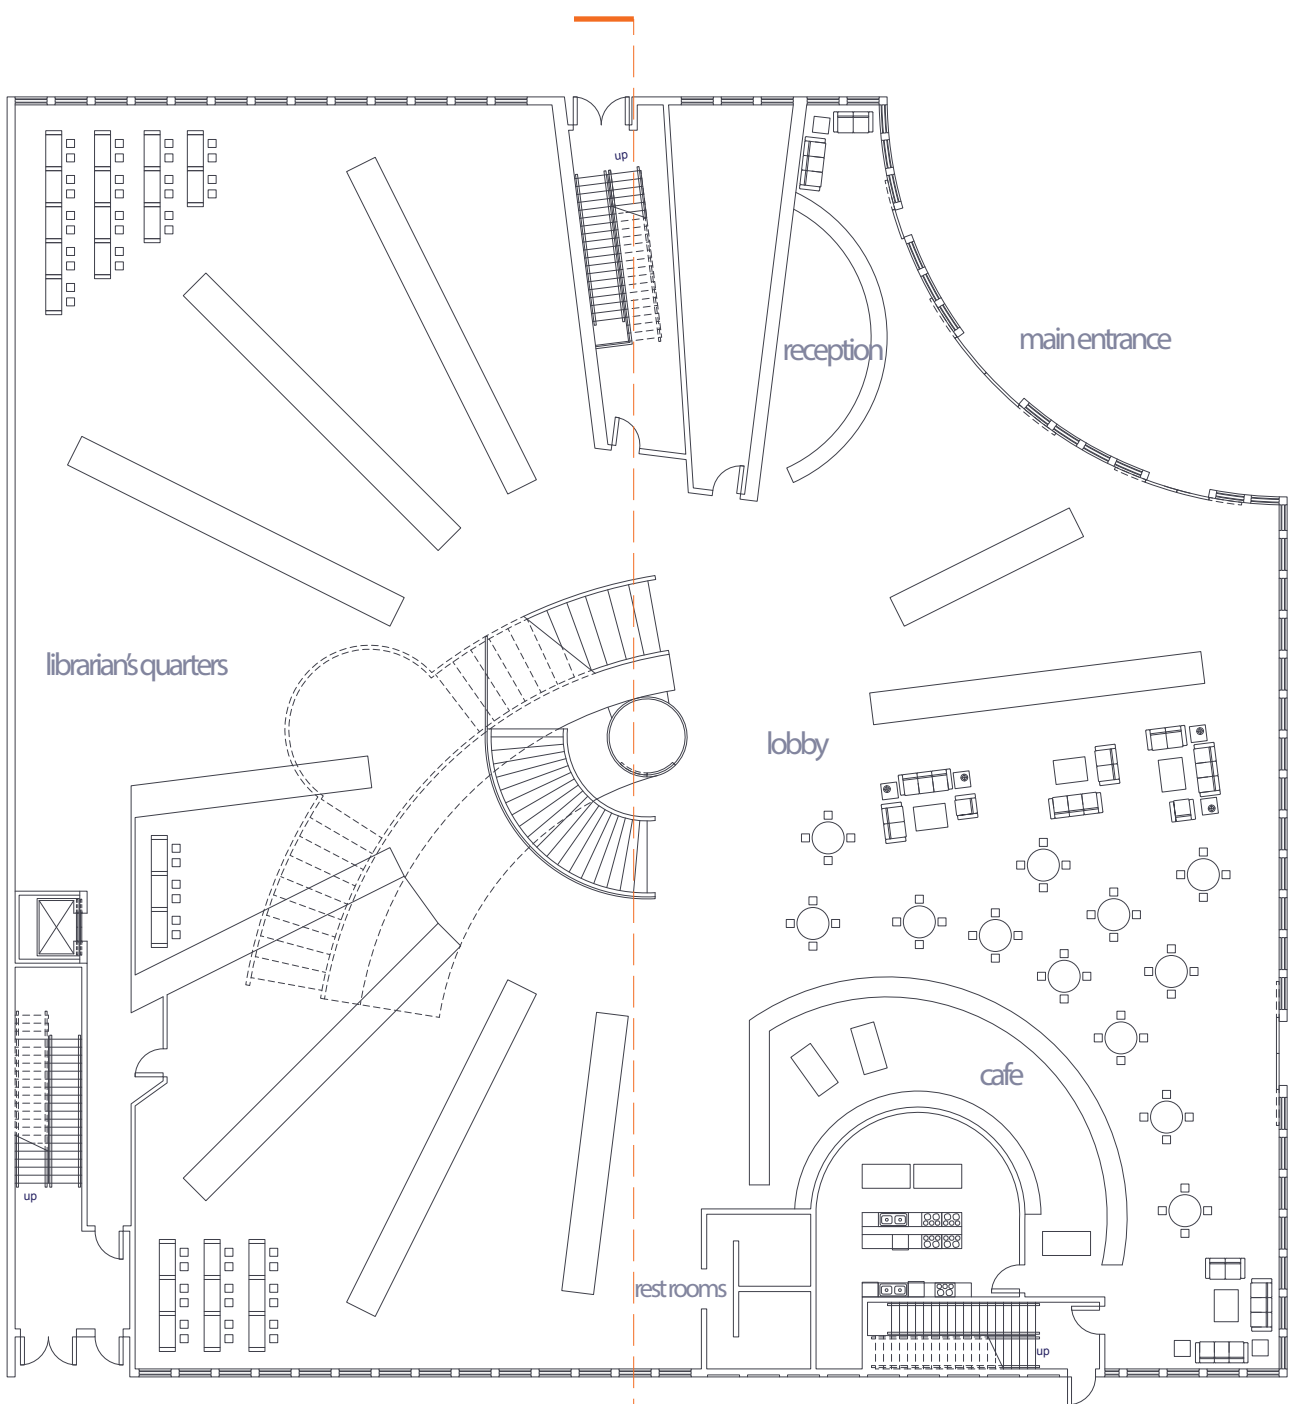 up
main entrance
reception
librarian's quarters
lobby
cafe
up
rest rooms
up